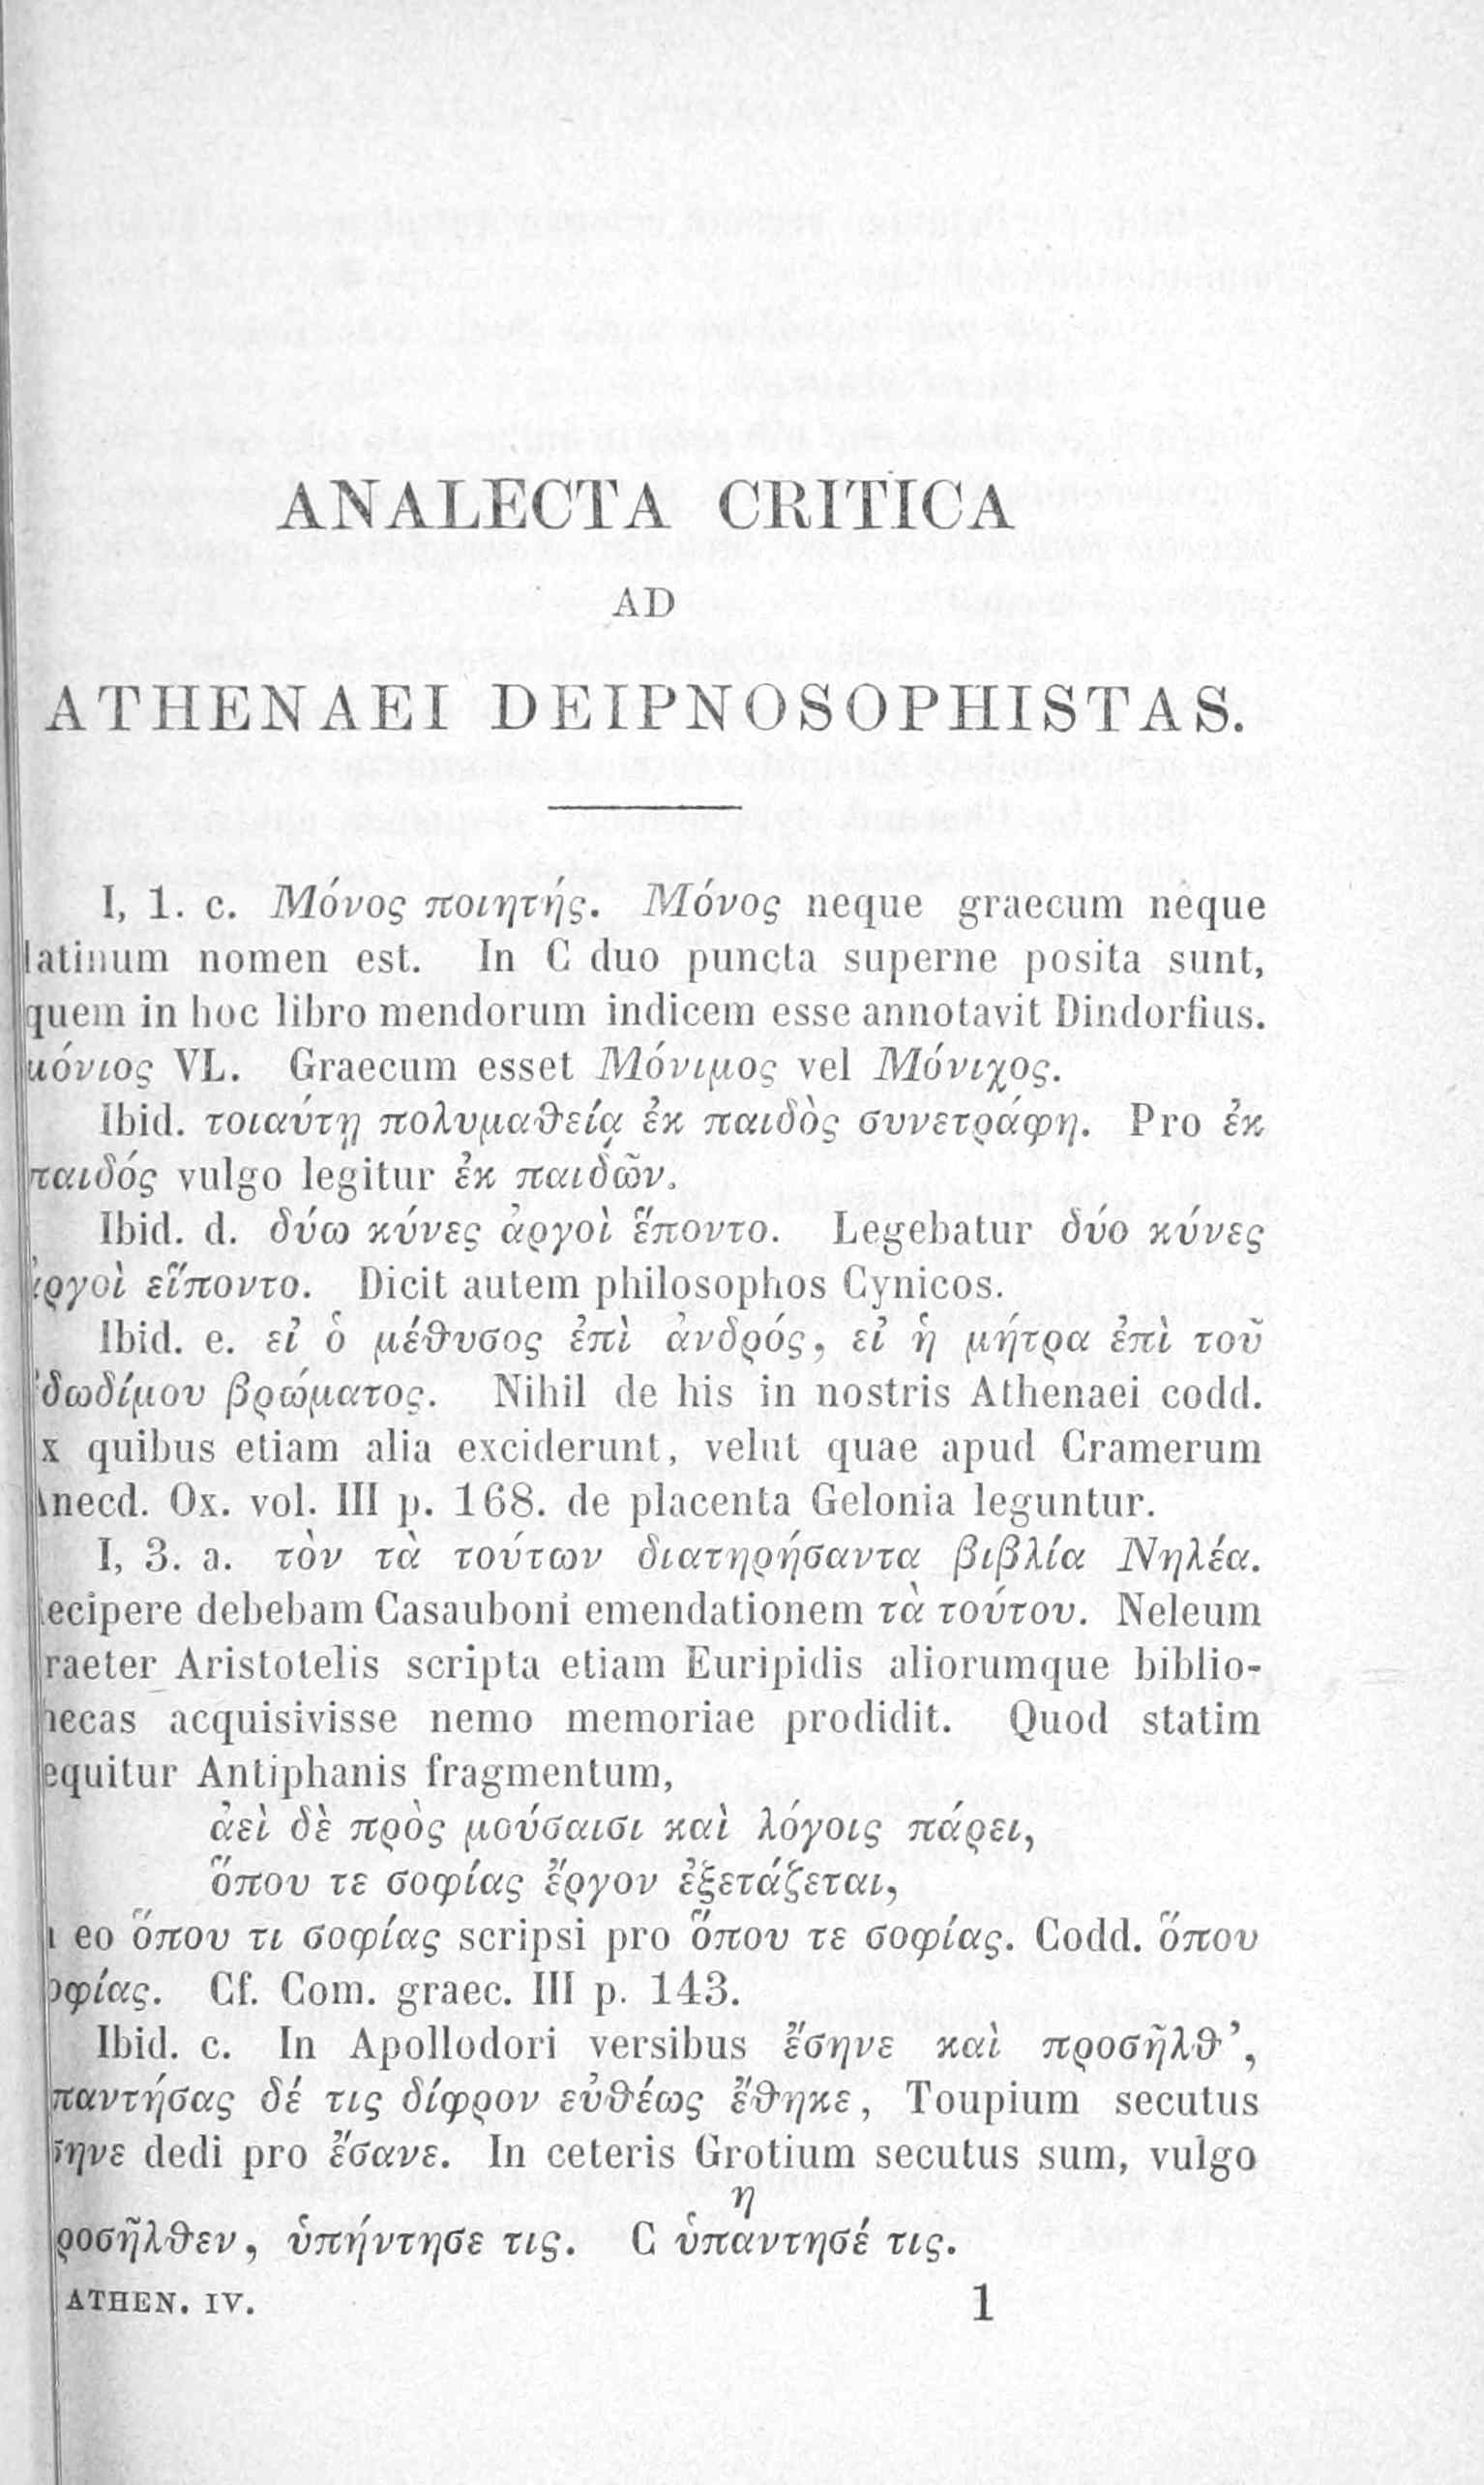 ANALECTA CRITICA
AD
ATHENAEI DEIPNOSOPHISTAS.
I, 1. c. Μόνος ποιητής. Μόνος neque graecum neque
latinum nomen est. In C duo puncta superne posita sunt,
quem in hoc libro mendorum indicem esse annotavit Dindorfius.
μόνιος VL. Graecum esset Μόνιμος vel Μόνιχος.
Ibid. τοιαύτῃ πολυμαθείᾳ ἐκ παιδὸς συνετράφη. Pro ἐκ
παιδός vulgo legitur ἐκ παιδῶν.
Ibid. d. δύω κύνες ἀργοὶ ἕποντο. Legebatur δύο κύνες
ἀργοὶ εἵποντο. Dicit autem philosophos Cynicos.
Ibid. e. εἰ ὁ μέθυσος ἐπὶ ἀνδρός, εἰ ἡ μήτρα ἐπὶ τοῦ
ἐδωδίμου βρώματος. Nihil de his in nostris Athenaei codd.
x quibus etiam alia exciderunt, velut quae apud Cramerum
Anecd. Ox. vol. III p. 168. de placenta Gelonia leguntur.
I, 3. a. τὸν τὰ τούτων διατηρήσαντα βιβλία Νηλέα.
ecipere debebam Casauboni emendationem τὰ τούτου. Neleum
raeter Aristotelis scripta etiam Euripidis aliorumque biblio-
hecas acquisivisse nemo memoriae prodidit. Quod statim
equitur Antiphanis fragmentum,
ἀεὶ δὲ πρὸς μούσαισι καὶ λόγοις πάρει,
ὅπου τε σοφίας ἔργον ἐξετάζεται,
n eo ὅπου τι σοφίας scripsi pro ὅπου τε σοφίας. Codd. ὅπου
οφίας. Cf. Com. graec. III p. 143.
Ibid. c. In Apollodori versibus ἔσηνε καὶ προσῆλθ’,
παντήσας δέ τις δίφρον εὐθέως ἔθηκε, Toupium secutus
σηνε dedi pro ἔσανε. In ceteris Grotium secutus sum, vulgo
η
ροσῆλθεν, ὑπήντησε τις. C ὑπαντησέ τις.
ATHEN. IV. 1